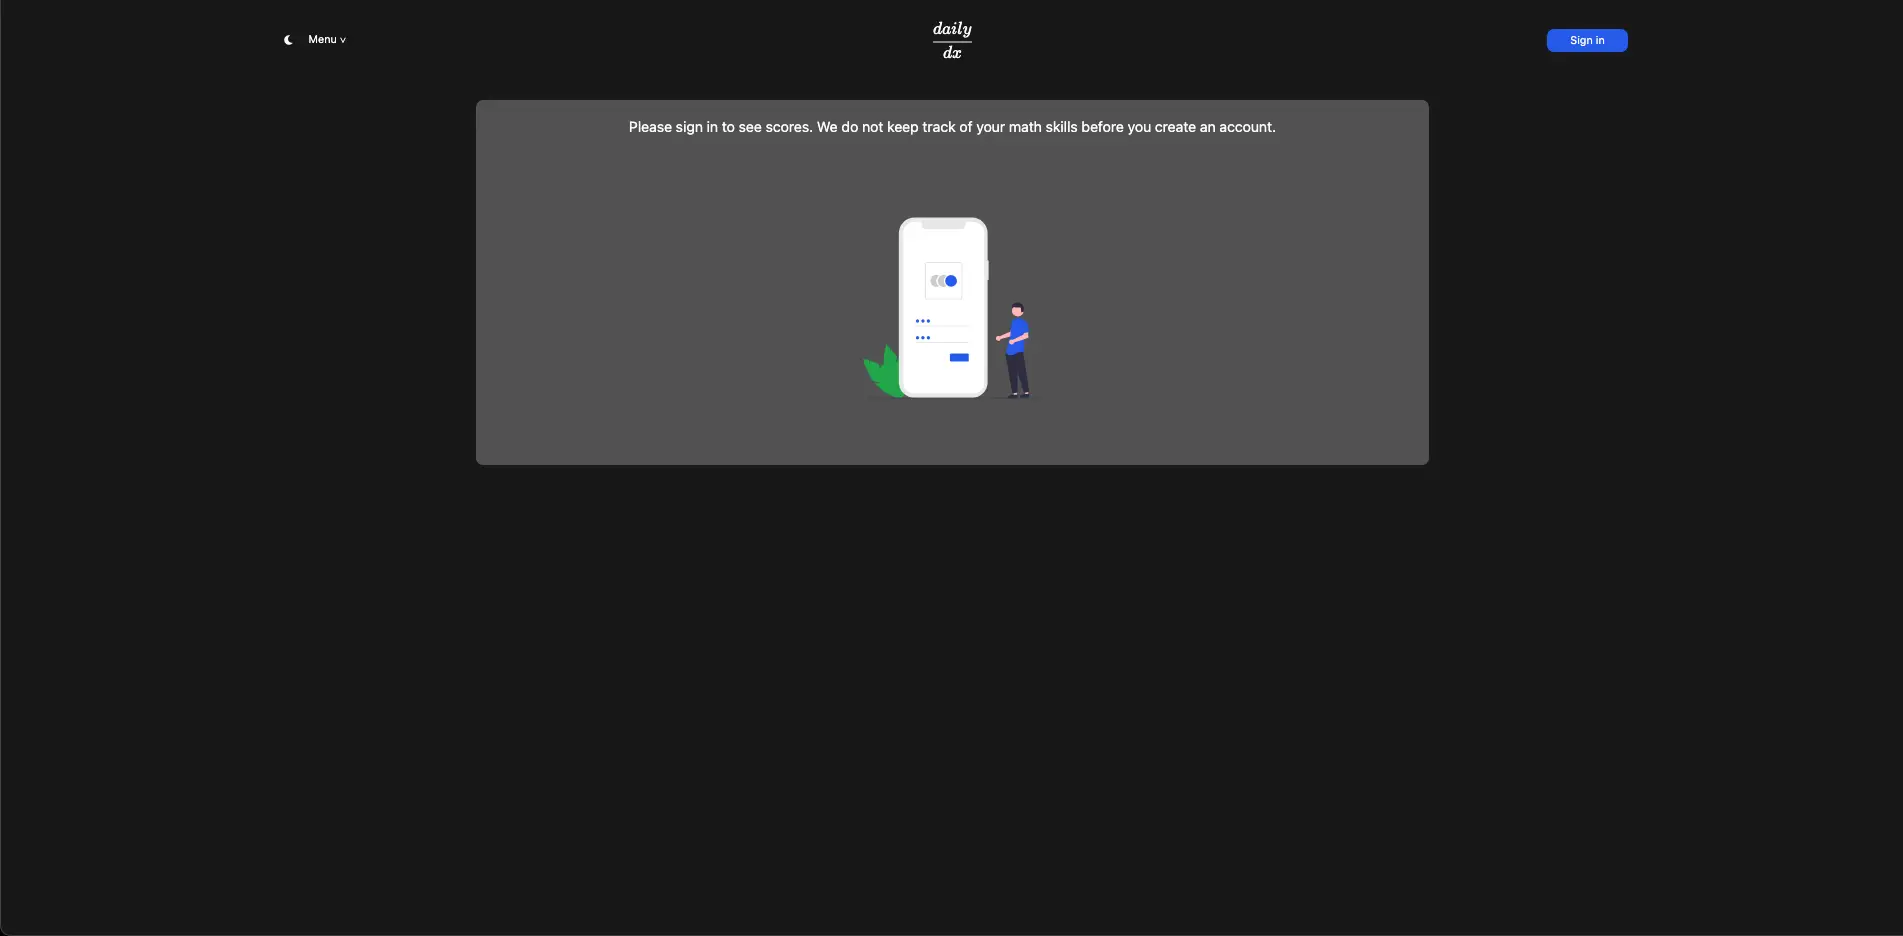 Menu v
daily
dx
Sign in
Please sign in to see scores. We do not keep track of your math skills before you create an account.